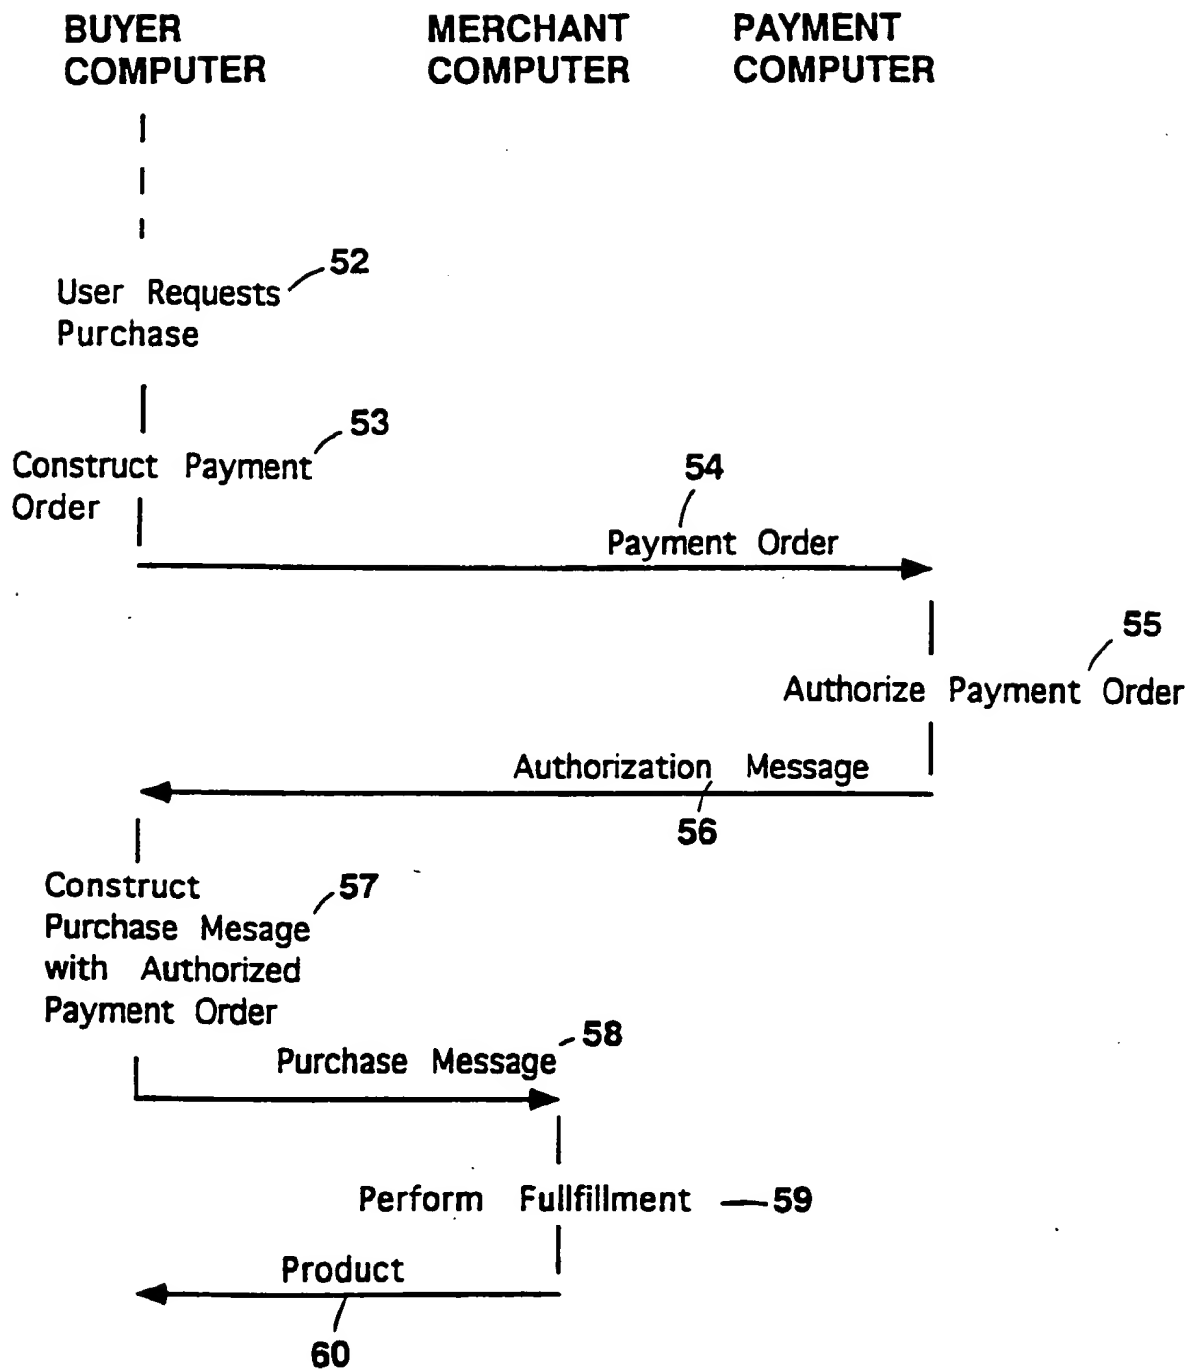 BUYER
COMPUTER
MERCHANT
COMPUTER
PAYMENT
COMPUTER
52
User Requests
Purchase
53
Construct Payment
Order
54
Payment Order
55
Authorize Payment Order
Authorization Message
56
57
Construct
Purchase Mesage
with Authorized
Payment Order
58
Purchase Message
Perform Fullfillment
59
Product
60